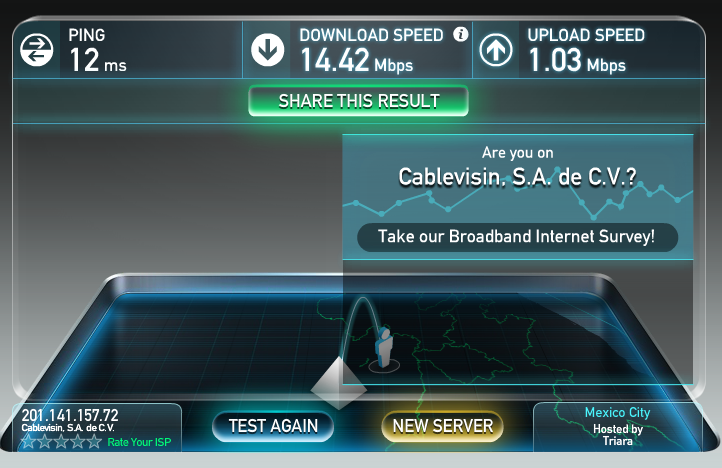 PING
12 ms
DOWNLOAD SPEED
14.42 Mbps
UPLOAD SPEED
1.03 Mbps
SHARE THIS RESULT
Are you on
Cablevisin, S.A. de C.V.?
Take our Broadband Internet Survey!
201.141.157.72
Cablevisin, S.A. de C.V.
Rate Your ISP
TEST AGAIN
NEW SERVER
Mexico City
Hosted by
Triara